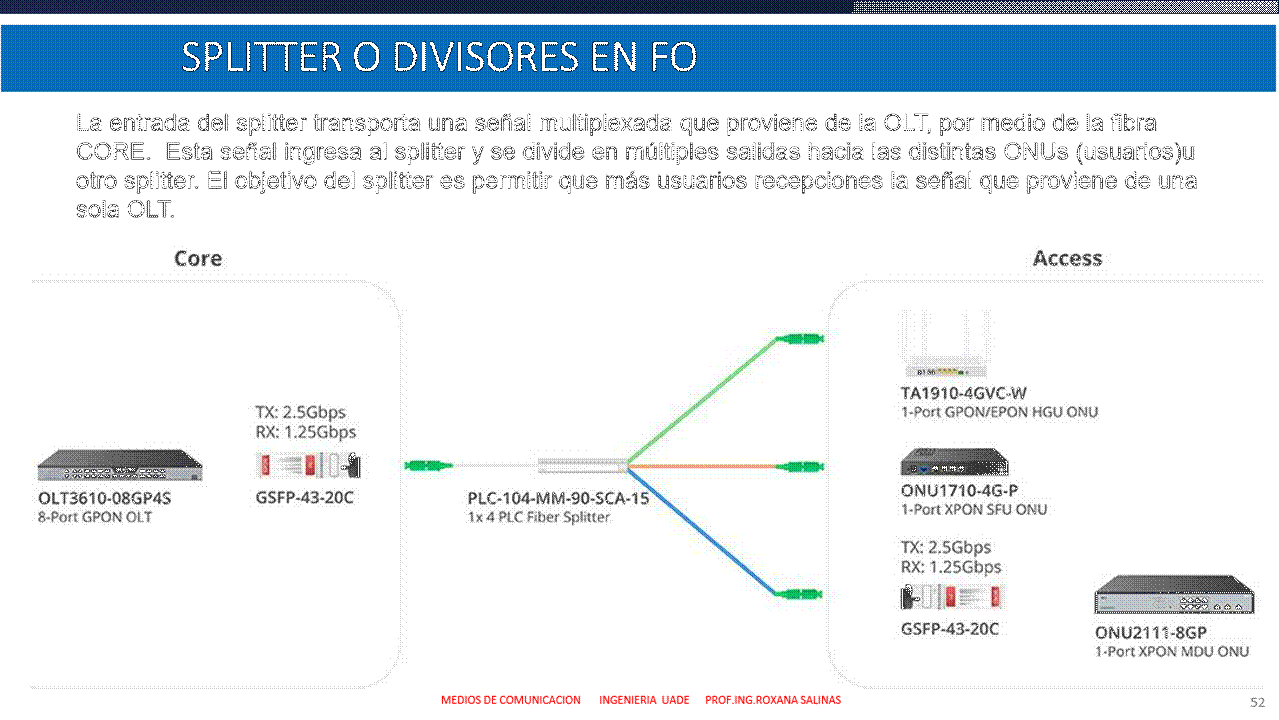 SPLITTER O DIVISORES EN FO
La entrada del splitter transporta una señal multiplexada que proviene de la OLT, por medio de la fibra
CORE. Esta señal ingresa al splitter y se divide en múltiples salidas hacia las distintas ONUs (usuarios)u
otro splitter. El objetivo del splitter es permitir que más usuarios recepciones la señal que proviene de una
sola OLT.
Core
Access
TX: 2.5Gbps
RX: 1.25Gbps
OLT3610-08GP4S
8-Port GPON OLT
GSFP-43-20C
PLC-104-MM-90-SCA-15
1x 4 PLC Fiber Splitter
TA1910-4GVC-W
1-Port GPON/EPON HGU ONU
ONU1710-4G-P
1-Port XPON SFU ONU
TX: 2.5Gbps
RX: 1.25Gbps
GSFP-43-20C
ONU2111-8GP
1-Port XPON MDU ONU
MEDIOS DE COMUNICACION INGENIERIA UADE PROF.ING.ROXANA SALINAS
52